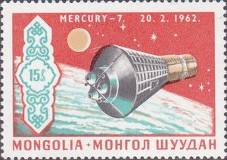 MERCURY-7, 20. 2. 1962.
15₮
MONGOLIA • МОНГОЛ ШУУДАН